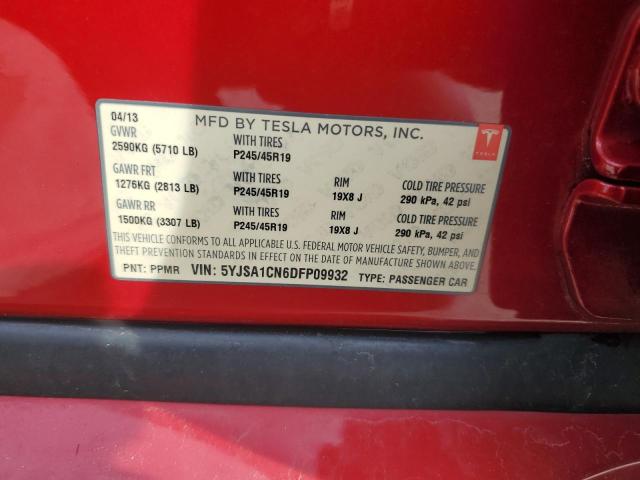 04/13
MFD BY TESLA MOTORS, INC.
GVWR
2590KG (5710 LB)
WITH TIRES
P245/45R19
TESLA
GAWR FRT
1276KG (2813 LB)
WITH TIRES
P245/45R19
RIM
19X8 J
COLD TIRE PRESSURE
290 kPa, 42 psi
GAWR RR
1500KG (3307 LB)
WITH TIRES
P245/45R19
RIM
19X8 J
COLD TIRE PRESSURE
290 kPa, 42 psi
THIS VEHICLE CONFORMS TO ALL APPLICABLE U.S. FEDERAL MOTOR VEHICLE SAFETY, BUMPER, AND
THEFT PREVENTION STANDARDS IN EFFECT ON THE DATE OF MANUFACTURE SHOWN ABOVE.
PNT: PPMR VIN: 5YJSA1CN6DFP09932 TYPE: PASSENGER CAR